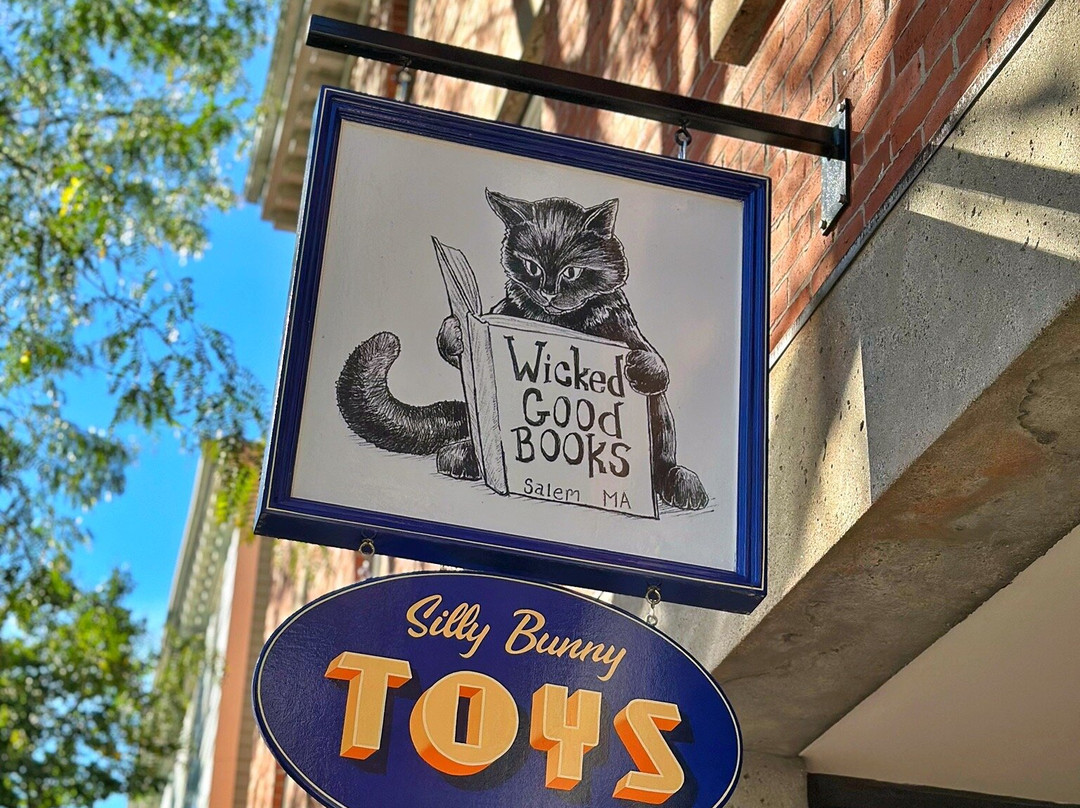 Wicked
Good
Books
Salem MA
Silly Bunny
TOYS